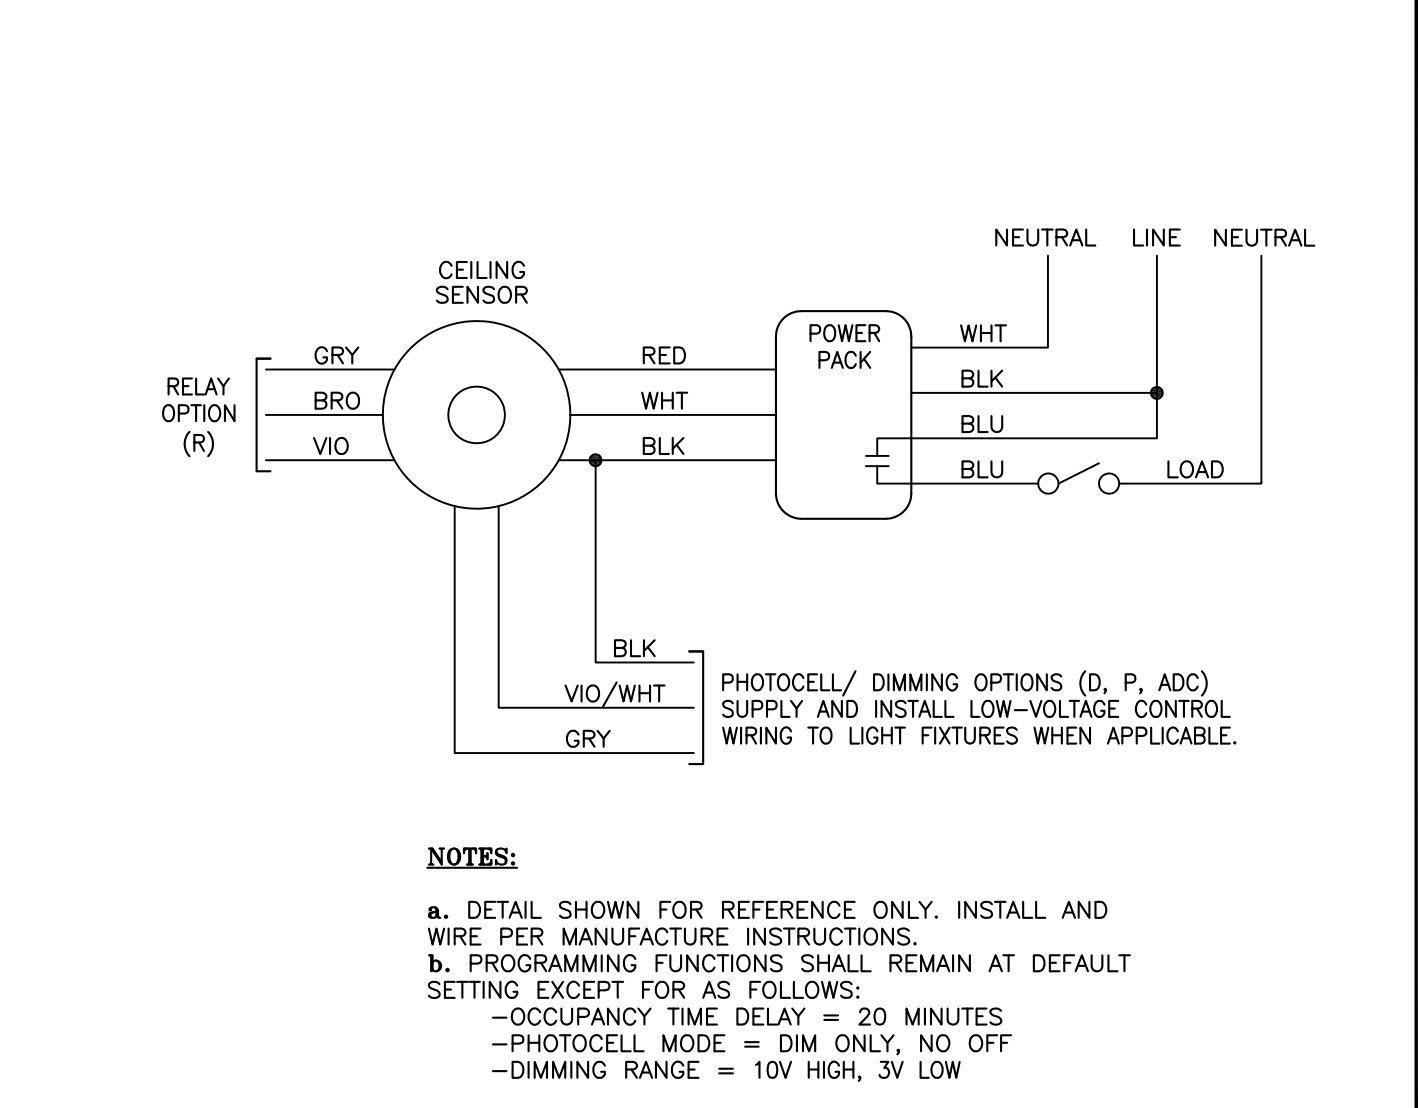 NEUTRAL LINE NEUTRAL
CEILING
SENSOR
POWER
PACK
WHT
BLK
BLU
BLU
LOAD
RED
WHT
BLK
GRY
BRO
VIO
RELAY
OPTION
(R)
BLK
VIO/WHT
GRY
PHOTOCELL/ DIMMING OPTIONS (D, P, ADC)
SUPPLY AND INSTALL LOW-VOLTAGE CONTROL
WIRING TO LIGHT FIXTURES WHEN APPLICABLE.
NOTES:
a. DETAIL SHOWN FOR REFERENCE ONLY. INSTALL AND
WIRE PER MANUFACTURE INSTRUCTIONS.
b. PROGRAMMING FUNCTIONS SHALL REMAIN AT DEFAULT
SETTING EXCEPT FOR AS FOLLOWS:
-OCCUPANCY TIME DELAY = 20 MINUTES
-PHOTOCELL MODE = DIM ONLY, NO OFF
-DIMMING RANGE = 10V HIGH, 3V LOW